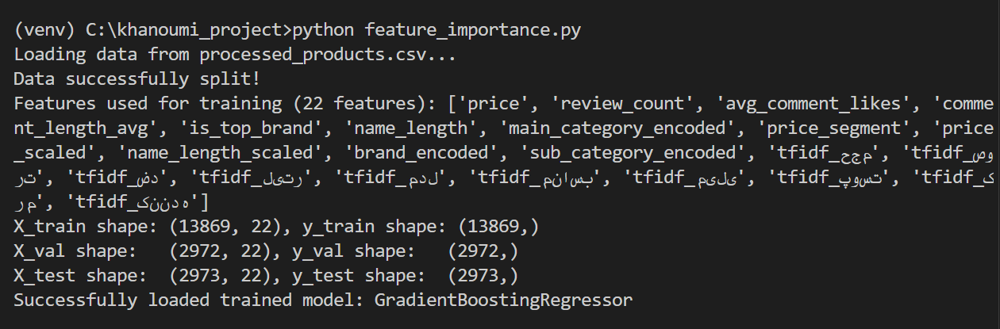 (venv) C:\khanoumi_project>python feature_importance.py
Loading data from processed_products.csv...
Data successfully split!
Features used for training (22 features): ['price', 'review_count', 'avg_comment_likes', 'comme
nt_length_avg', 'is_top_brand', 'name_length', 'main_category_encoded', 'price_segment', 'price
_scaled', 'name_length_scaled', 'brand_encoded', 'sub_category_encoded', 'tfidf_حجم', 'tfidf_صو
رت', 'tfidf_ضد', 'tfidf_لیتر', 'tfidf_مدل', 'tfidf_مناسب', 'tfidf_میلی', 'tfidf_پوست', 'tfidf_ک
رم', 'tfidf_کننده']
X_train shape: (13869, 22), y_train shape: (13869,)
X_val shape:   (2972, 22), y_val shape:   (2972,)
X_test shape:  (2973, 22), y_test shape:  (2973,)
Successfully loaded trained model: GradientBoostingRegressor